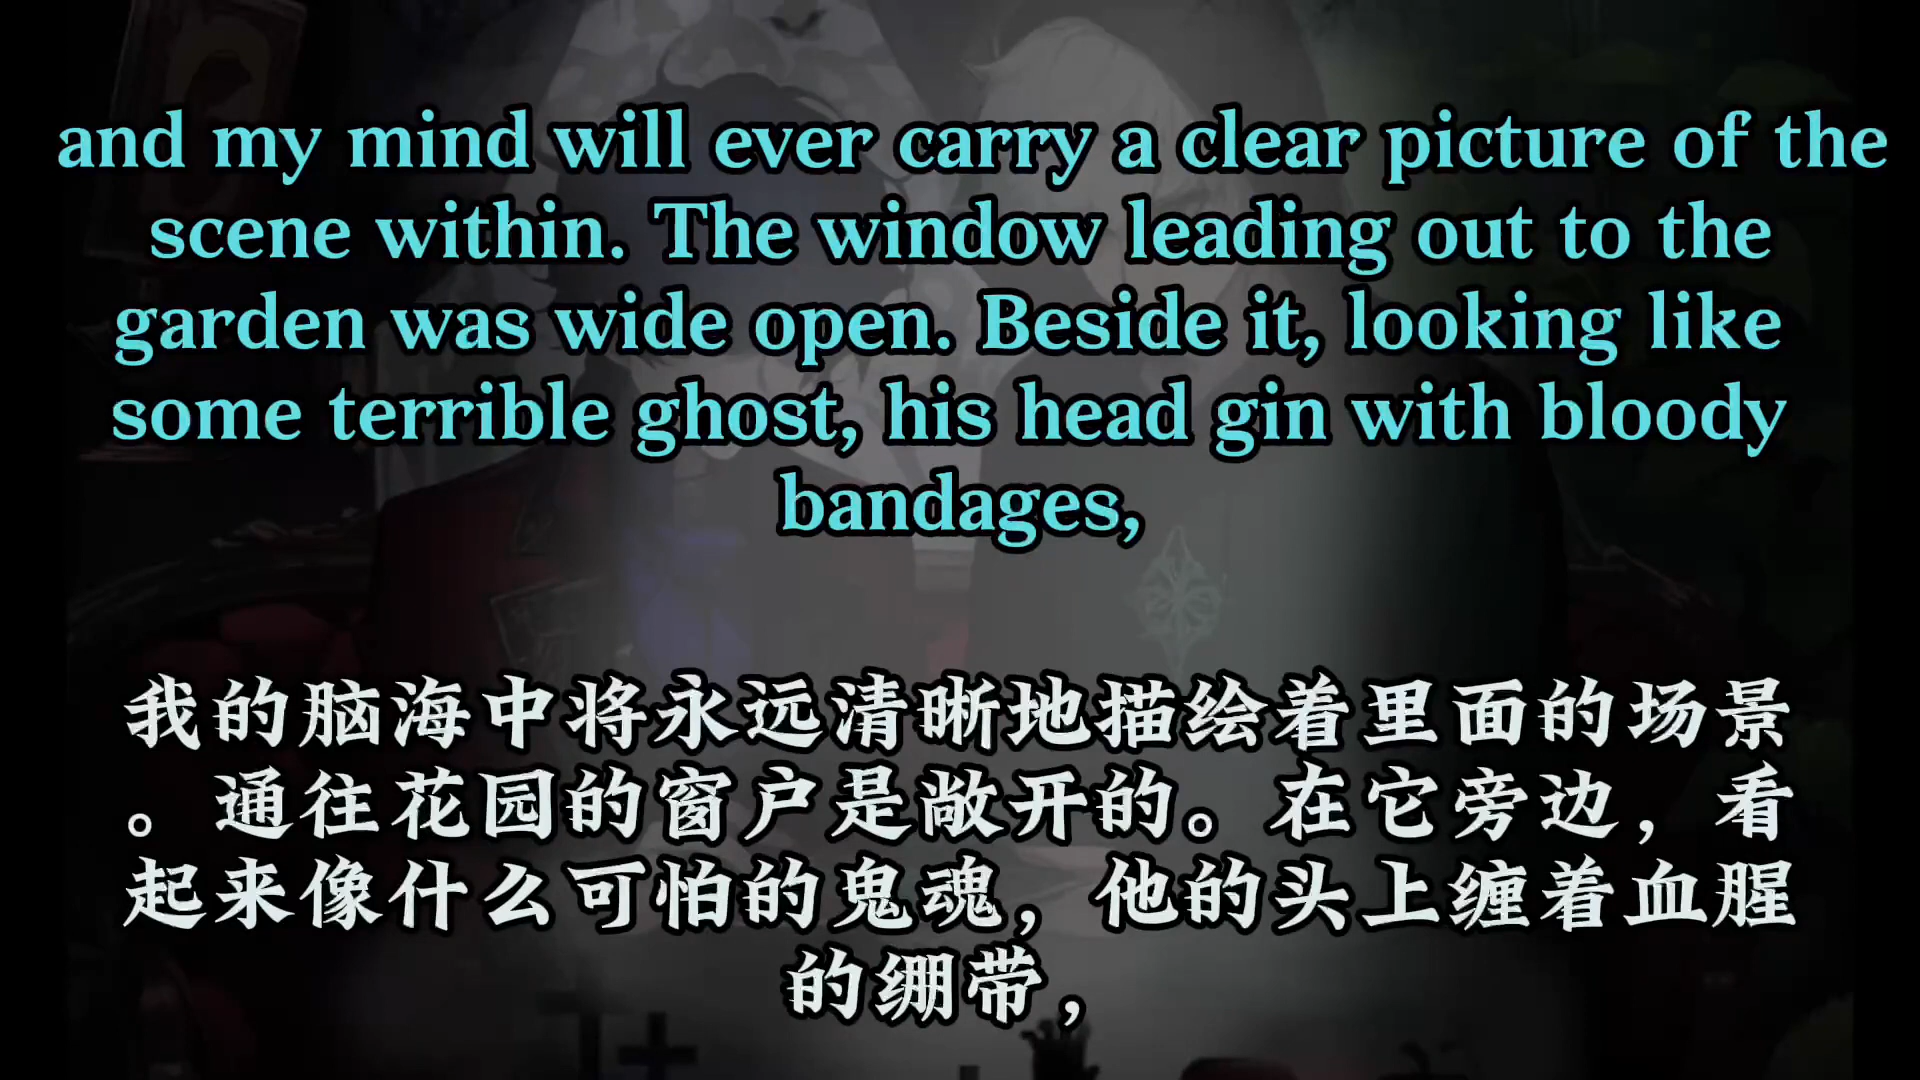 and my mind will ever carry a clear picture of the
scene within. The window leading out to the
garden was wide open. Beside it, looking like
some terrible ghost, his head gin with bloody
bandages,
我的脑海中将永远清晰地描绘着里面的场景
。通往花园的窗户是敞开的。在它旁边，看
起来像什么可怕的鬼魂，他的头上缠着血腥
的绷带，